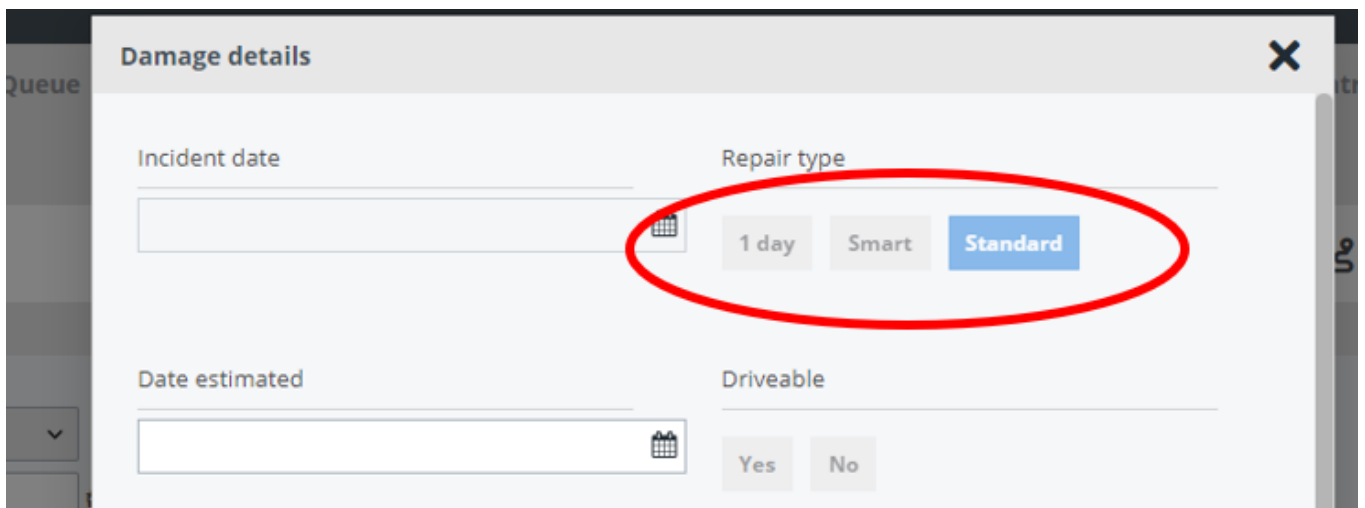 Damage details
Queue
Incident date
Repair type
1 day Smart Standard
Date estimated
Driveable
Yes No